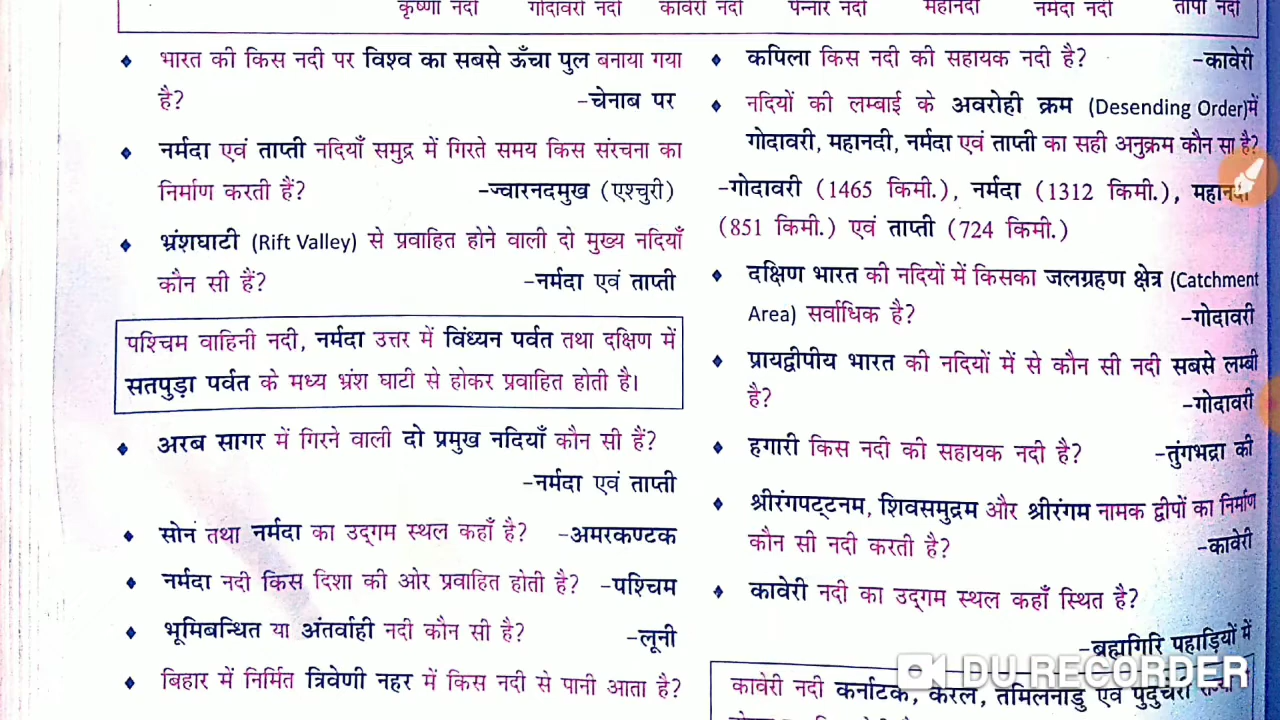 कृष्णा नदी गोदावरी नदी कावेरी नदी पेन्नार नदी महानदी नर्मदा नदी तापी नदी
♦ भारत की किस नदी पर विश्व का सबसे ऊँचा पुल बनाया गया
है? -चेनाब पर
♦ नर्मदा एवं ताप्ती नदियाँ समुद्र में गिरते समय किस संरचना का
निर्माण करती हैं? -ज्वारनदमुख (एश्चुरी)
♦ भ्रंशघाटी (Rift Valley) से प्रवाहित होने वाली दो मुख्य नदियाँ
कौन सी हैं? -नर्मदा एवं ताप्ती
पश्चिम वाहिनी नदी, नर्मदा उत्तर में विंध्यन पर्वत तथा दक्षिण में
सतपुड़ा पर्वत के मध्य भ्रंश घाटी से होकर प्रवाहित होती है।
♦ अरब सागर में गिरने वाली दो प्रमुख नदियाँ कौन सी हैं?
-नर्मदा एवं ताप्ती
♦ सोन तथा नर्मदा का उद्‌गम स्थल कहाँ है? -अमरकण्टक
♦ नर्मदा नदी किस दिशा की ओर प्रवाहित होती है? -पश्चिम
♦ भूमिबन्धित या अंतर्वाही नदी कौन सी है? -लूनी
♦ बिहार में निर्मित त्रिवेणी नहर में किस नदी से पानी आता है?
♦ कपिला किस नदी की सहायक नदी है? -कावेरी
♦ नदियों की लम्बाई के अवरोही क्रम (Desending Order)में
गोदावरी, महानदी, नर्मदा एवं ताप्ती का सही अनुक्रम कौन सा है?
-गोदावरी (1465 किमी.), नर्मदा (1312 किमी.), महानदी
(851 किमी.) एवं ताप्ती (724 किमी.)
♦ दक्षिण भारत की नदियों में किसका जलग्रहण क्षेत्र (Catchment
Area) सर्वाधिक है? -गोदावरी
♦ प्रायद्वीपीय भारत की नदियों में से कौन सी नदी सबसे लम्बी
है? -गोदावरी
♦ हगारी किस नदी की सहायक नदी है? -तुंगभद्रा की
♦ श्रीरंगपट्‌टनम, शिवसमुद्रम और श्रीरंगम नामक द्वीपों का निर्माण
कौन सी नदी करती है? -कावेरी
♦ कावेरी नदी का उद्‌गम स्थल कहाँ स्थित है?
-ब्रह्मगिरि पहाड़ियों में
कावेरी नदी कर्नाटक, केरल, तमिलनाडु एवं पुदुचेरी
DU RECORDER